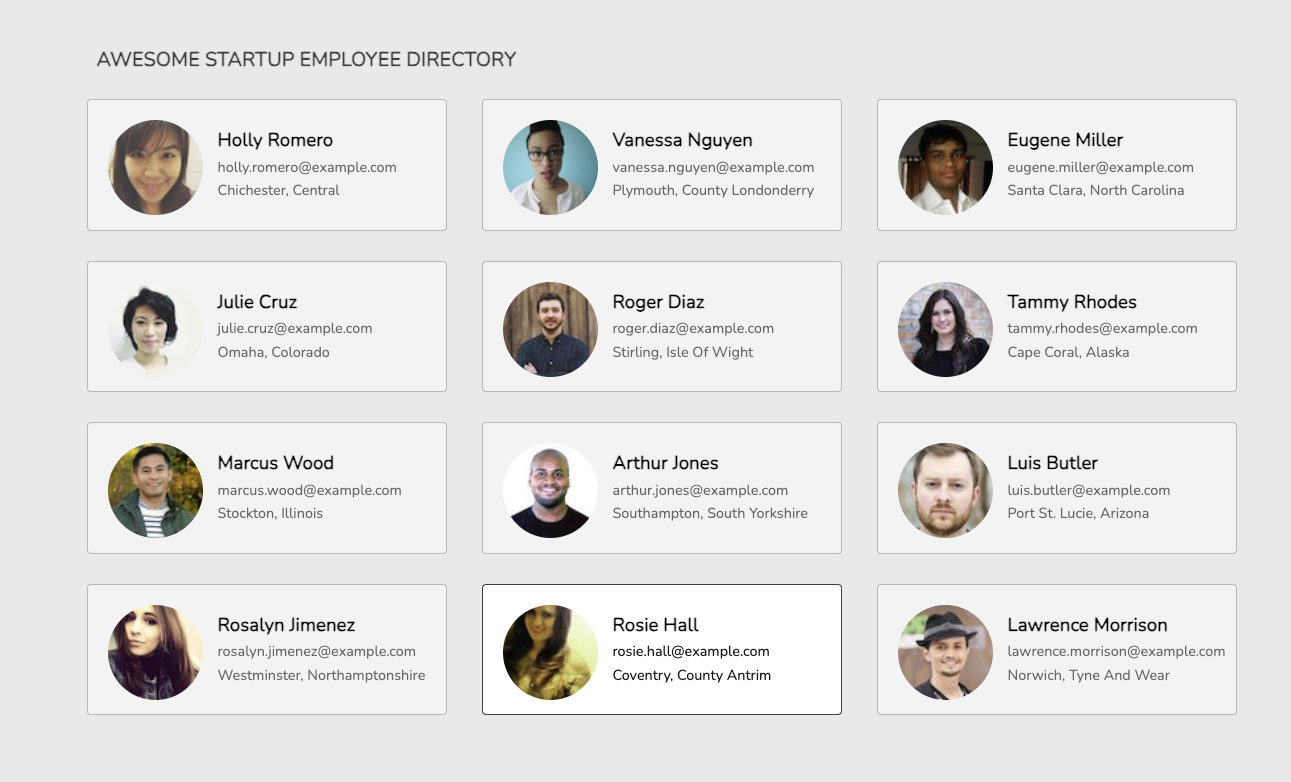 AWESOME STARTUP EMPLOYEE DIRECTORY
Holly Romero
holly.romero@example.com
Chichester, Central
Vanessa Nguyen
vanessa.nguyen@example.com
Plymouth, County Londonderry
Eugene Miller
eugene.miller@example.com
Santa Clara, North Carolina
Julie Cruz
julie.cruz@example.com
Omaha, Colorado
Roger Diaz
roger.diaz@example.com
Stirling, Isle Of Wight
Tammy Rhodes
tammy.rhodes@example.com
Cape Coral, Alaska
Marcus Wood
marcus.wood@example.com
Stockton, Illinois
Arthur Jones
arthur.jones@example.com
Southampton, South Yorkshire
Luis Butler
luis.butler@example.com
Port St. Lucie, Arizona
Rosalyn Jimenez
rosalyn.jimenez@example.com
Westminster, Northamptonshire
Rosie Hall
rosie.hall@example.com
Coventry, County Antrim
Lawrence Morrison
lawrence.morrison@example.com
Norwich, Tyne And Wear